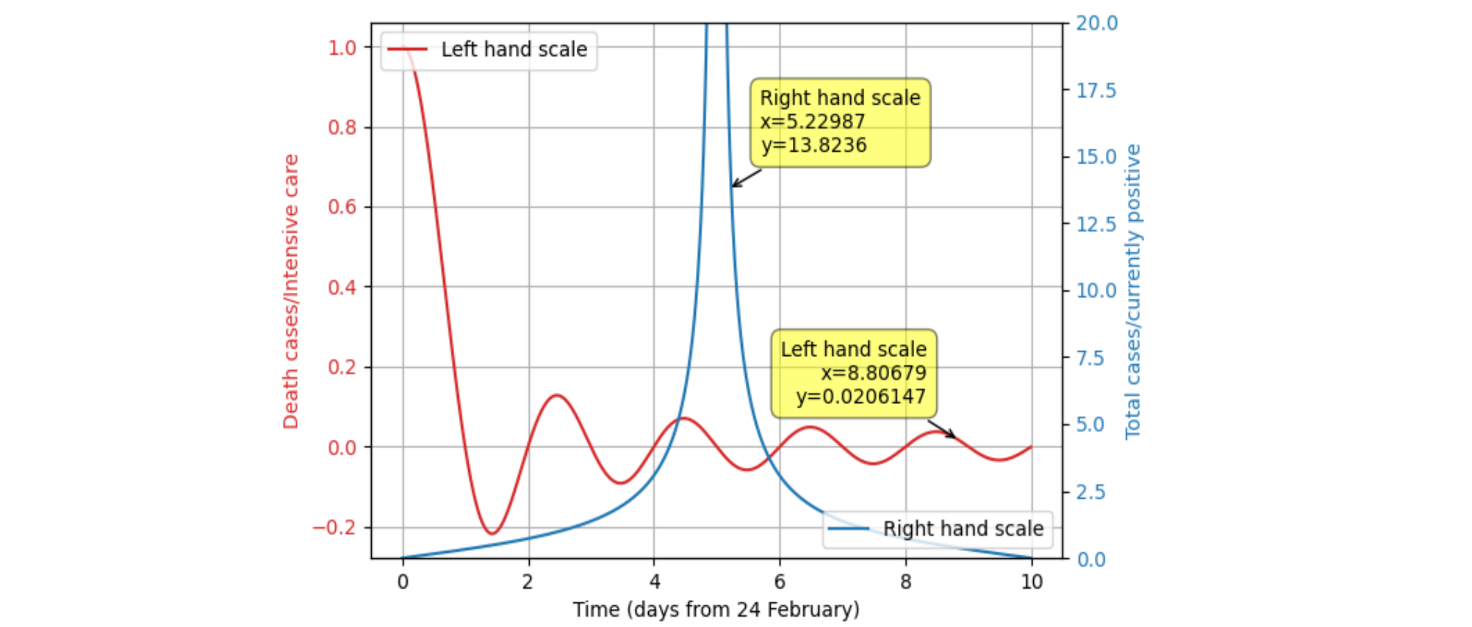 Left hand scale
Right hand scale
x=5.22987
y=13.8236
Left hand scale
x=8.80679
y=0.0206147
Right hand scale
Death cases/Intensive care
1.0
0.8
0.6
0.4
0.2
0.0
−0.2
Total cases/currently positive
20.0
17.5
15.0
12.5
10.0
7.5
5.0
2.5
0.0
0 2 4 6 8 10
Time (days from 24 February)